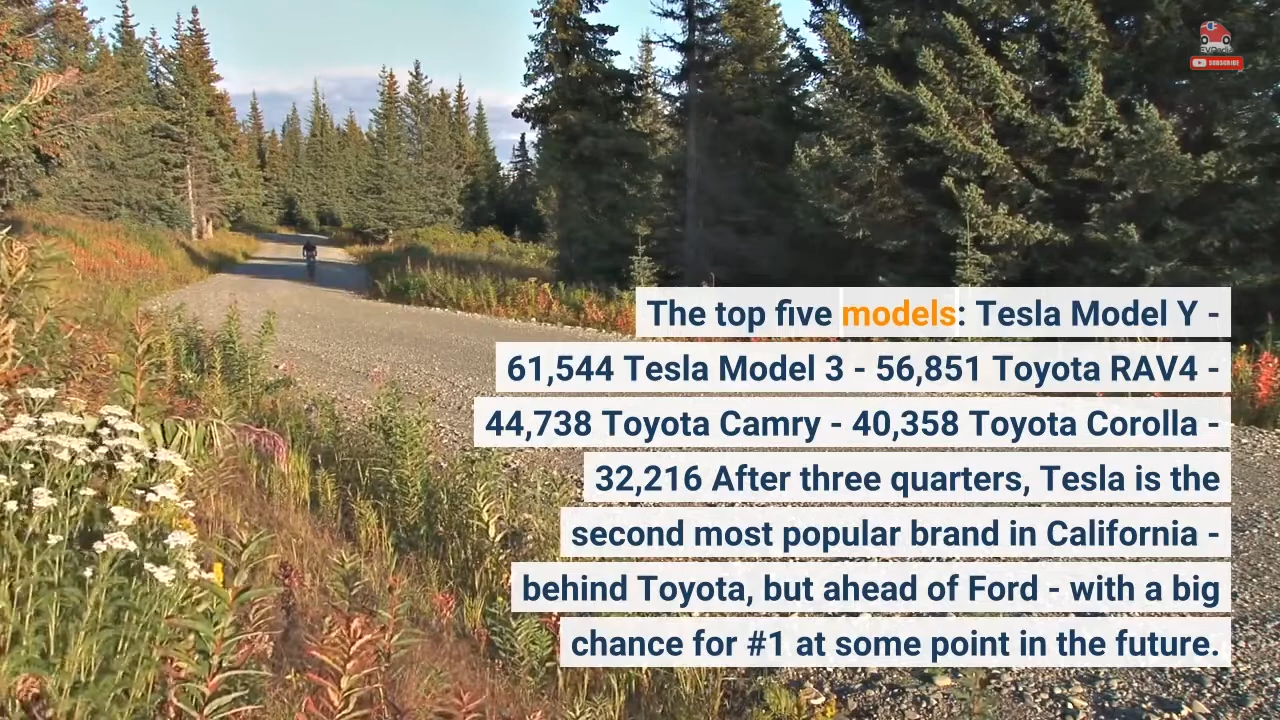 EVPedia
SUBSCRIBE
The top five models: Tesla Model Y -
61,544 Tesla Model 3 - 56,851 Toyota RAV4 -
44,738 Toyota Camry - 40,358 Toyota Corolla -
32,216 After three quarters, Tesla is the
second most popular brand in California -
behind Toyota, but ahead of Ford - with a big
chance for #1 at some point in the future.